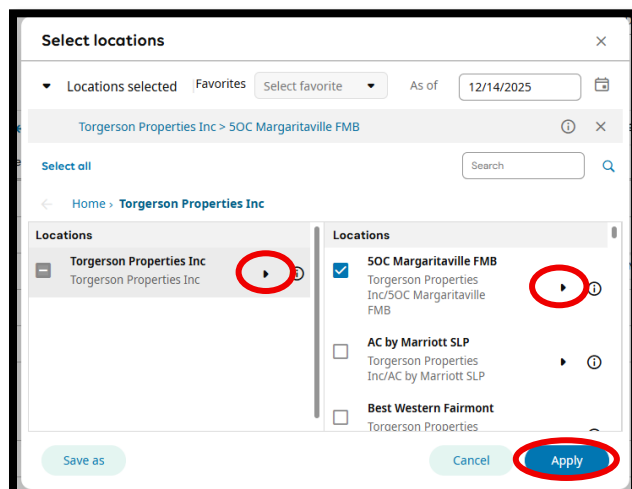 Select locations
Locations selected Favorites Select favorite As of 12/14/2025
Torgerson Properties Inc > 5OC Margaritaville FMB
Select all Search
Home › Torgerson Properties Inc
Locations
Torgerson Properties Inc
Torgerson Properties Inc
Locations
5OC Margaritaville FMB
Torgerson Properties
Inc/5OC Margaritaville
FMB
AC by Marriott SLP
Torgerson Properties
Inc/AC by Marriott SLP
Best Western Fairmont
Torgerson Properties
Save as Cancel Apply